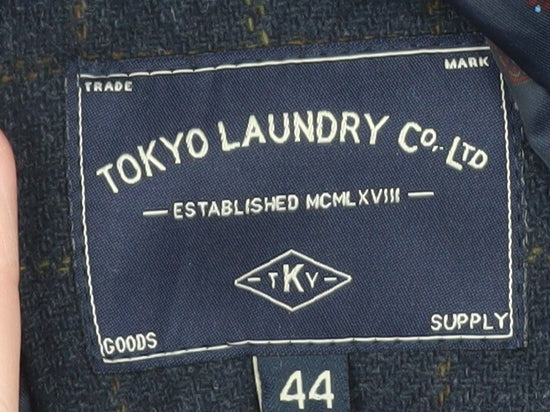 TRADE MARK
TOKYO LAUNDRY Co,. LTD
— ESTABLISHED MCMLXVIII —
- TKY -
GOODS SUPPLY
44